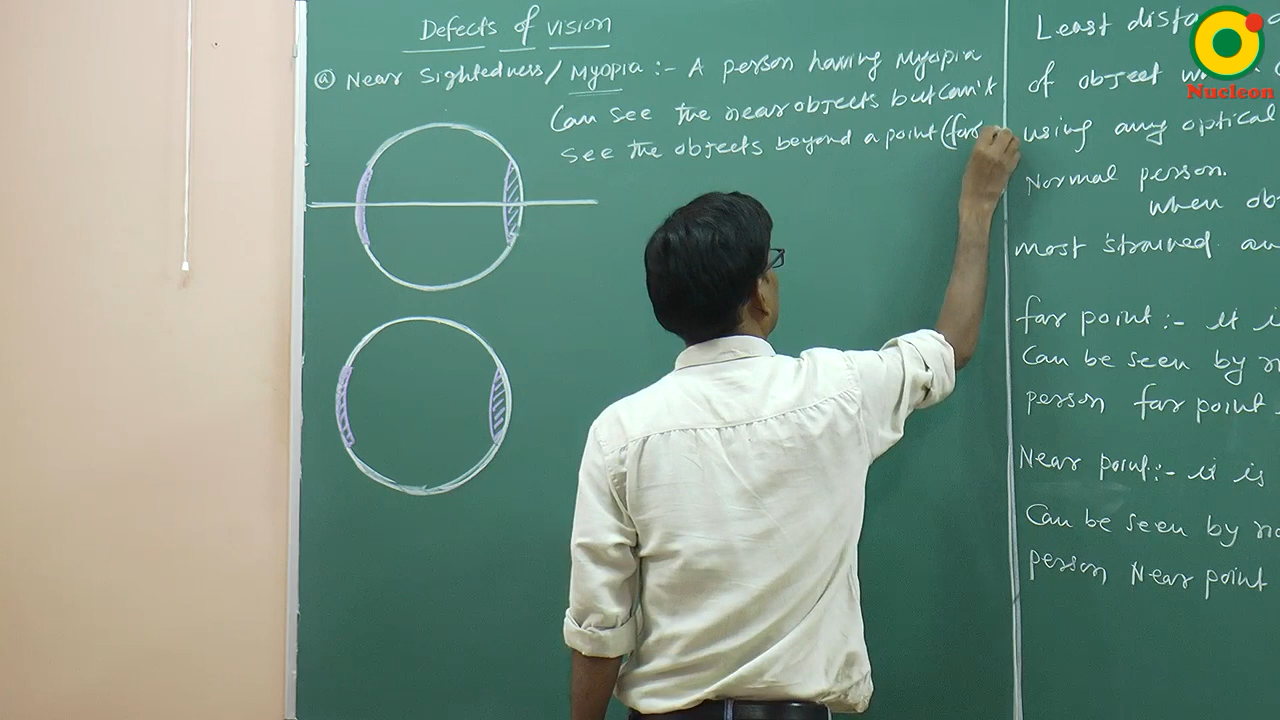 Defects of vision
(a) Near Sightedness / Myopia :- A person having Myopia
Can see the near objects but can't
see the objects beyond a point (far
Least dista
of object
using any optical
Normal person.
when ob
most strained an
far point :- it i
Can be seen by n
person far point
Near point :- it is
Can be seen by no
person Near point
Nucleon